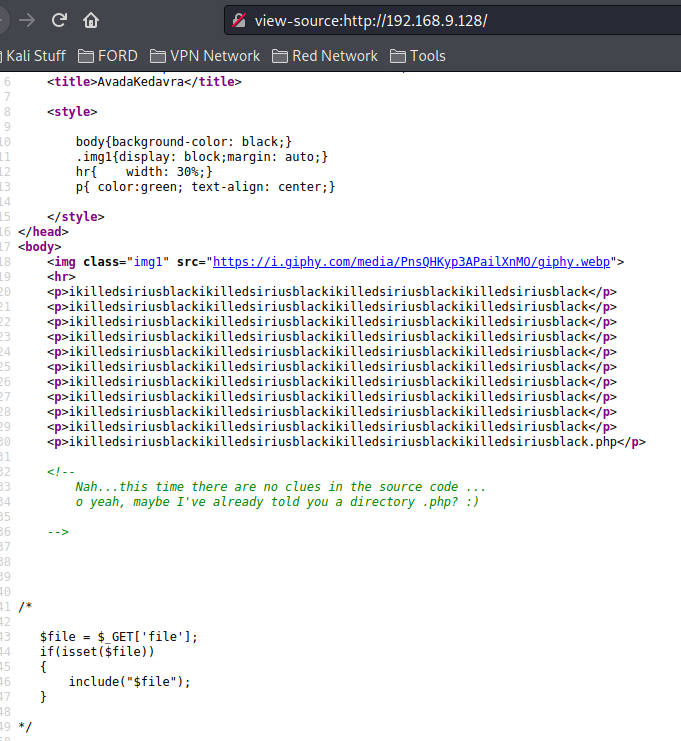 view-source:http://192.168.9.128/
Kali Stuff FORD VPN Network Red Network Tools
6 <title>AvadaKedavra</title>
7
8 <style>
9
10 body{background-color: black;}
11 .img1{display: block;margin: auto;}
12 hr{ width: 30%;}
13 p{ color:green; text-align: center;}
14
15 </style>
16 </head>
17 <body>
18 <img class="img1" src="https://i.giphy.com/media/PnsQHKyp3APailXnMO/giphy.webp">
19 <hr>
20 <p>ikilledsiriusblackikilledsiriusblackikilledsiriusblackikilledsiriusblack</p>
21 <p>ikilledsiriusblackikilledsiriusblackikilledsiriusblackikilledsiriusblack</p>
22 <p>ikilledsiriusblackikilledsiriusblackikilledsiriusblackikilledsiriusblack</p>
23 <p>ikilledsiriusblackikilledsiriusblackikilledsiriusblackikilledsiriusblack</p>
24 <p>ikilledsiriusblackikilledsiriusblackikilledsiriusblackikilledsiriusblack</p>
25 <p>ikilledsiriusblackikilledsiriusblackikilledsiriusblackikilledsiriusblack</p>
26 <p>ikilledsiriusblackikilledsiriusblackikilledsiriusblackikilledsiriusblack</p>
27 <p>ikilledsiriusblackikilledsiriusblackikilledsiriusblackikilledsiriusblack</p>
28 <p>ikilledsiriusblackikilledsiriusblackikilledsiriusblackikilledsiriusblack</p>
29 <p>ikilledsiriusblackikilledsiriusblackikilledsiriusblackikilledsiriusblack</p>
30 <p>ikilledsiriusblackikilledsiriusblackikilledsiriusblackikilledsiriusblack.php</p>
31
32 <!--
33 Nah...this time there are no clues in the source code ...
34 o yeah, maybe I've already told you a directory .php? :)
35
36 -->
37
38
39
40
41 /*
42
43 $file = $_GET['file'];
44 if(isset($file))
45 {
46 include("$file");
47 }
48
49 */